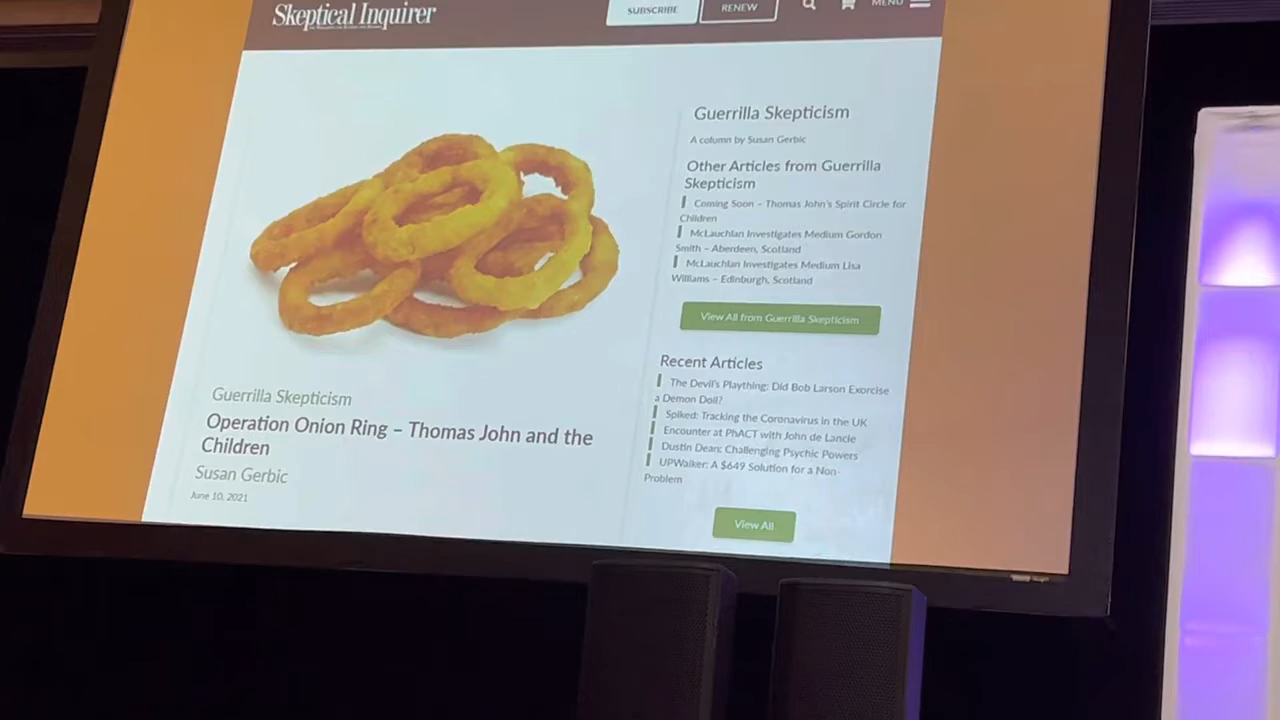 Skeptical Inquirer
SUBSCRIBE
RENEW
MENU
Guerrilla Skepticism
A column by Susan Gerbic
Other Articles from Guerrilla
Skepticism
Coming Soon – Thomas John's Spirit Circle for
Children
McLauchlan Investigates Medium Gordon
Smith – Aberdeen, Scotland
McLauchlan Investigates Medium Lisa
Williams – Edinburgh, Scotland
View All from Guerrilla Skepticism
Recent Articles
The Devil's Plaything: Did Bob Larson Exorcise
a Demon Doll?
Spiked: Tracking the Coronavirus in the UK
Encounter at PhACT with John de Lancie
Dustin Dean: Challenging Psychic Powers
UPWalker: A $649 Solution for a Non-
Problem
View All
Guerrilla Skepticism
Operation Onion Ring – Thomas John and the
Children
Susan Gerbic
June 10, 2021